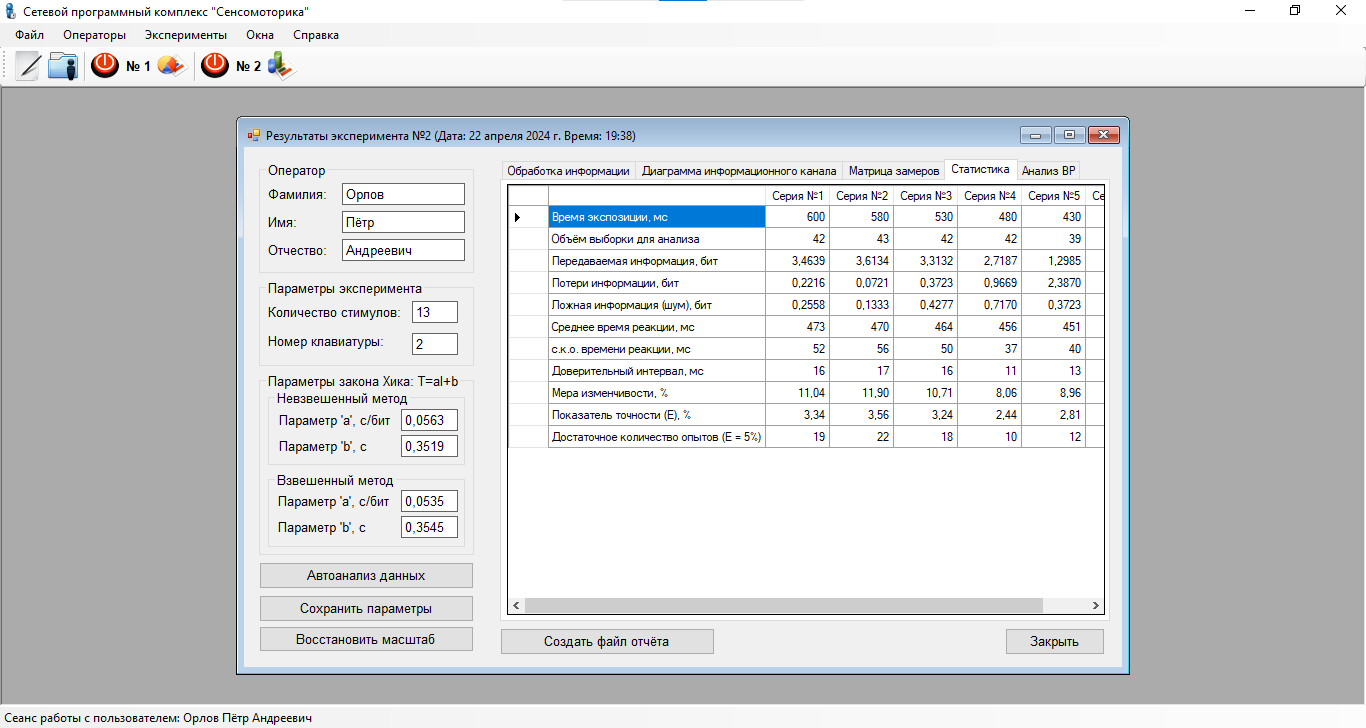 Сетевой программный комплекс "Сенсомоторика"
Файл Операторы Эксперименты Окна Справка
№ 1 № 2
Результаты эксперимента №2 (Дата: 22 апреля 2024 г. Время: 19:38)
Оператор
Фамилия: Орлов
Имя: Пётр
Отчество: Андреевич
Параметры эксперимента
Количество стимулов: 13
Номер клавиатуры: 2
Параметры закона Хика: T=aI+b
Невзвешенный метод
Параметр 'a', с/бит 0,0563
Параметр 'b', с 0,3519
Взвешенный метод
Параметр 'a', с/бит 0,0535
Параметр 'b', с 0,3545
Автоанализ данных
Сохранить параметры
Восстановить масштаб
Обработка информации Диаграмма информационного канала Матрица замеров Статистика Анализ ВР
Серия №1 Серия №2 Серия №3 Серия №4 Серия №5 Се
Время экспозиции, мс 600 580 530 480 430
Объём выборки для анализа 42 43 42 42 39
Передаваемая информация, бит 3,4639 3,6134 3,3132 2,7187 1,2985
Потери информации, бит 0,2216 0,0721 0,3723 0,9669 2,3870
Ложная информация (шум), бит 0,2558 0,1333 0,4277 0,7170 0,3723
Среднее время реакции, мс 473 470 464 456 451
с.к.о. времени реакции, мс 52 56 50 37 40
Доверительный интервал, мс 16 17 16 11 13
Мера изменчивости, % 11,04 11,90 10,71 8,06 8,96
Показатель точности (E), % 3,34 3,56 3,24 2,44 2,81
Достаточное количество опытов (E = 5%) 19 22 18 10 12
Создать файл отчёта
Закрыть
Сеанс работы с пользователем: Орлов Пётр Андреевич